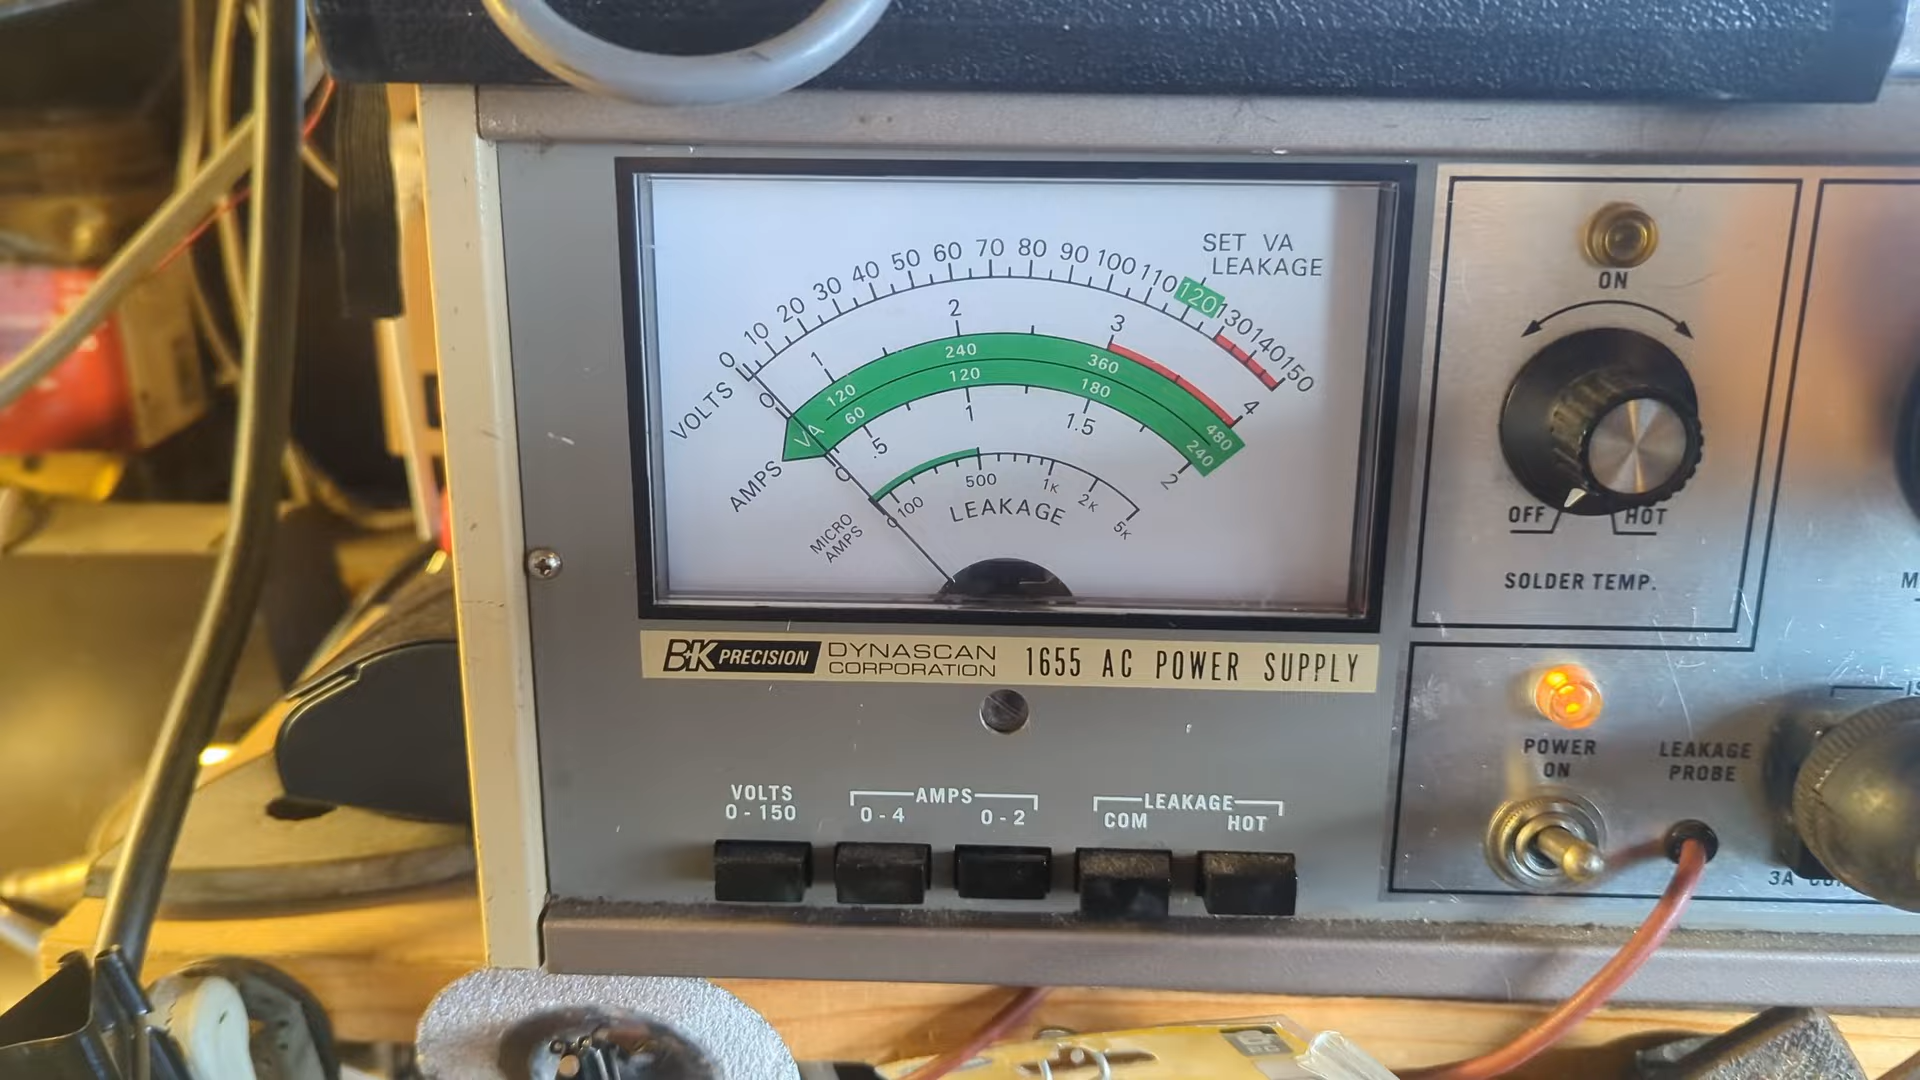 SET VA
LEAKAGE
0 10 20 30 40 50 60 70 80 90 100 110 120 130 140 150
VOLTS
0 1 2 3 4
120 240 360 480
VA
60 120 180 240
AMPS
0 .5 1 1.5 2
0 100 500 1K 2K 5K
LEAKAGE
MICRO
AMPS
B+K PRECISION DYNASCAN CORPORATION 1655 AC POWER SUPPLY
VOLTS
0-150
AMPS
0-4 0-2
LEAKAGE
COM HOT
ON
OFF HOT
SOLDER TEMP.
POWER
ON
LEAKAGE
PROBE
3A